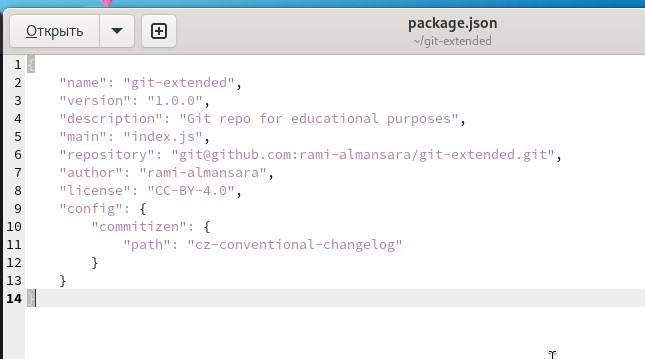 Открыть
package.json
~/git-extended
1 {
2 "name": "git-extended",
3 "version": "1.0.0",
4 "description": "Git repo for educational purposes",
5 "main": "index.js",
6 "repository": "git@github.com:rami-almansara/git-extended.git",
7 "author": "rami-almansara",
8 "license": "CC-BY-4.0",
9 "config": {
10 "commitizen": {
11 "path": "cz-conventional-changelog"
12 }
13 }
14 }